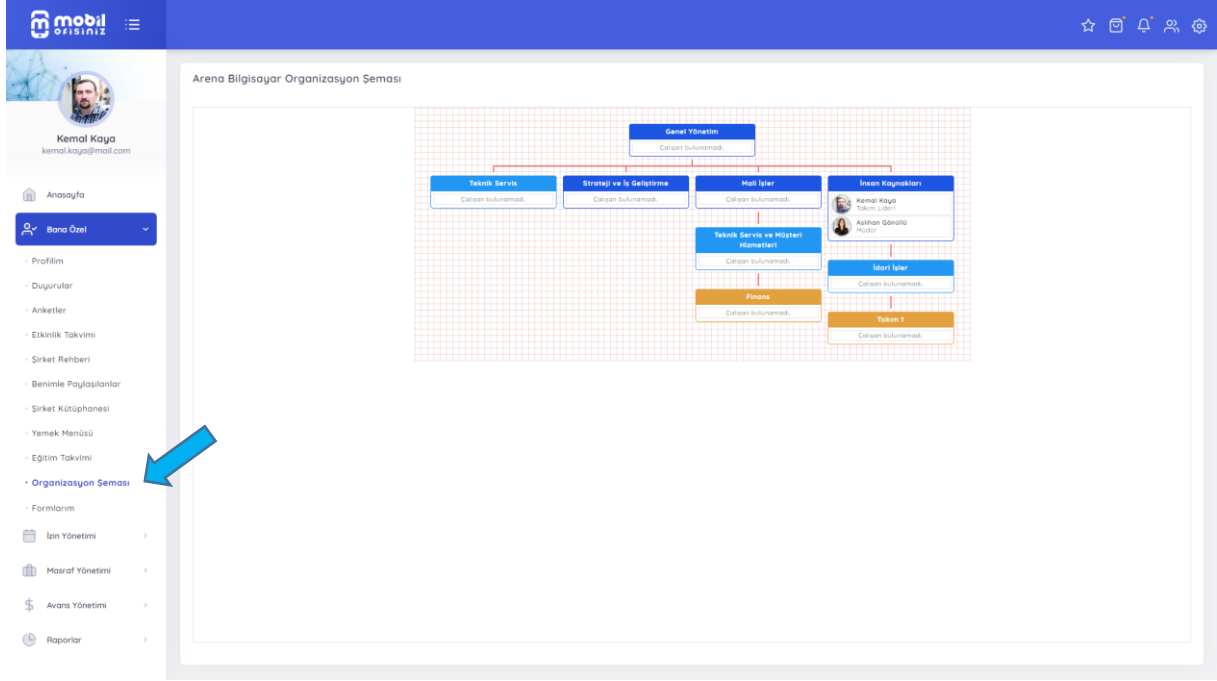 mobil
OFİSİNİZ
Kemal Kaya
kemal.kaya@mail.com
Anasayfa
Bana Özel
Profilim
Duyurular
Anketler
Etkinlik Takvimi
Şirket Rehberi
Benimle Paylaşılanlar
Şirket Kütüphanesi
Yemek Menüsü
Eğitim Takvimi
Organizasyon Şeması
Formlarım
İzin Yönetimi
Masraf Yönetimi
Avans Yönetimi
Raporlar
Arena Bilgisayar Organizasyon Şeması
Genel Yönetim
Çalışan bulunamadı.
Teknik Servis
Çalışan bulunamadı.
Strateji ve İş Geliştirme
Çalışan bulunamadı.
Mali İşler
Çalışan bulunamadı.
Teknik Servis ve Müşteri
Hizmetleri
Çalışan bulunamadı.
Finans
Çalışan bulunamadı.
İnsan Kaynakları
Kemal Kaya
Takım Lideri
Aslıhan Gönüllü
Müdür
İdari İşler
Çalışan bulunamadı.
Takım 1
Çalışan bulunamadı.